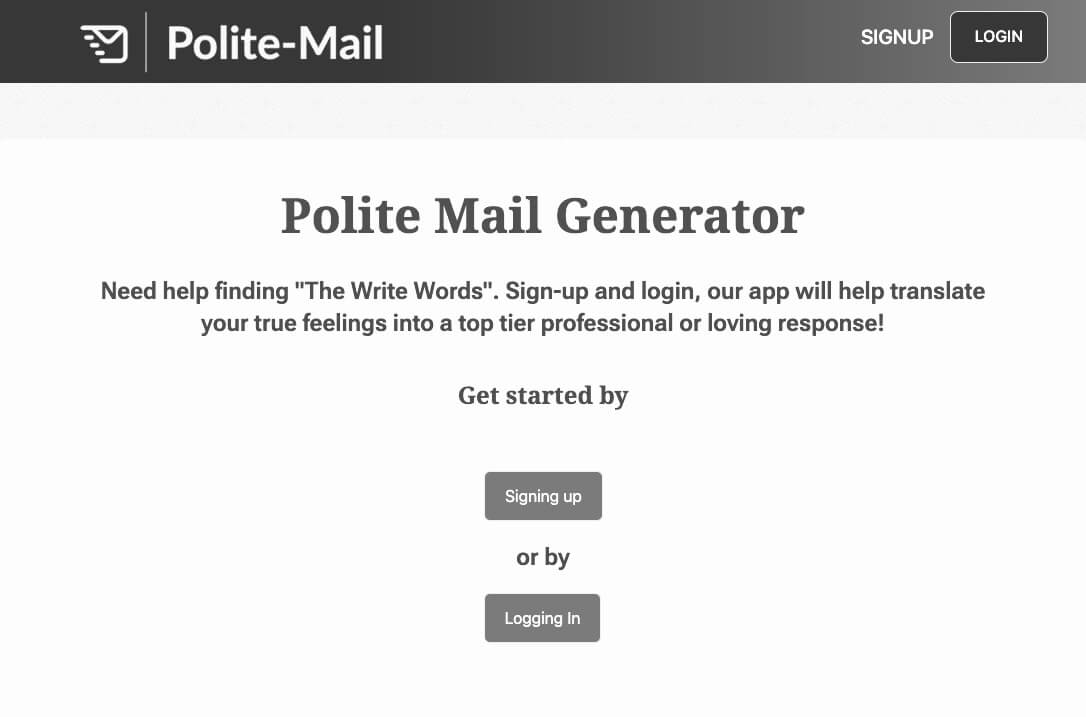 Polite-Mail
SIGNUP
LOGIN
Polite Mail Generator
Need help finding "The Write Words". Sign-up and login, our app will help translate
your true feelings into a top tier professional or loving response!
Get started by
Signing up
or by
Logging In